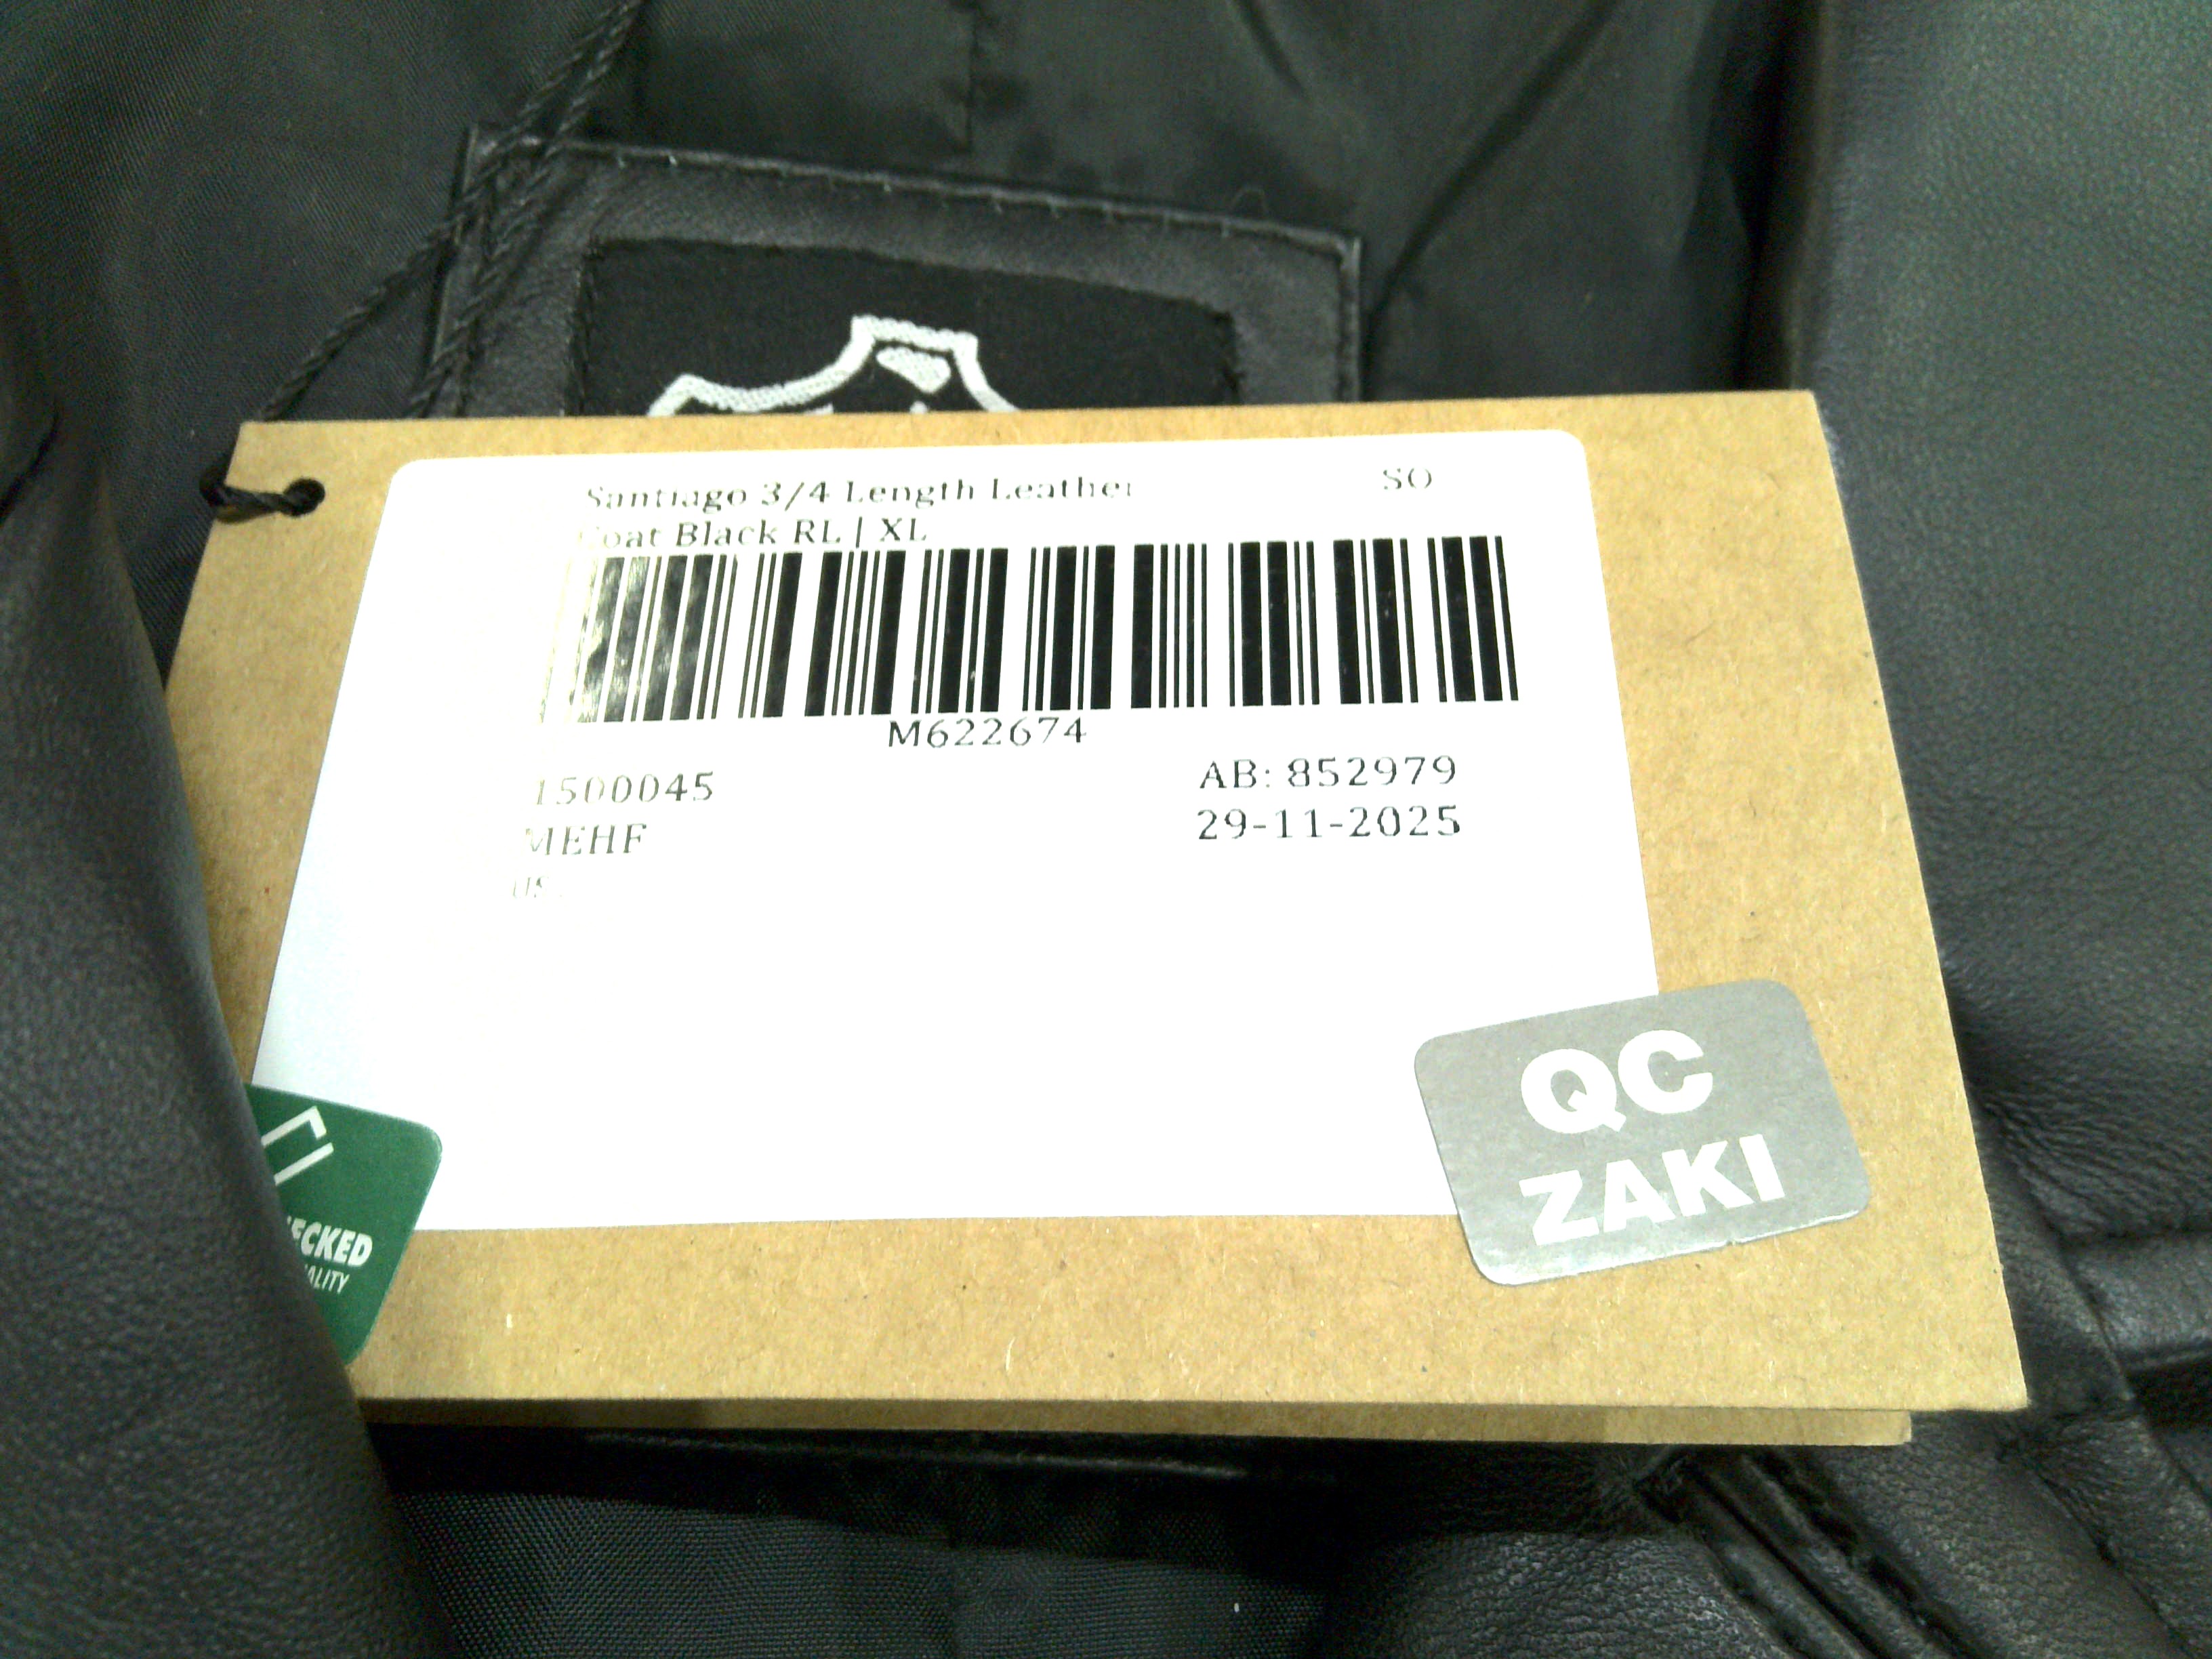 Santiago 3/4 Length Leather
SO
Coat Black RL | XL
M622674
1500045
AB: 852979
MEHF
29-11-2025
US
QC
ZAKI